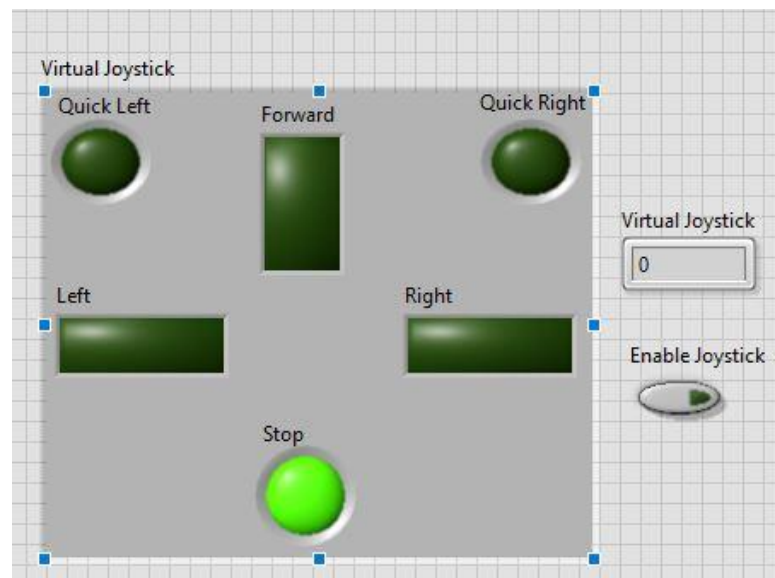 Virtual Joystick
Quick Left
Forward
Quick Right
Virtual Joystick
0
Left
Right
Enable Joystick
Stop